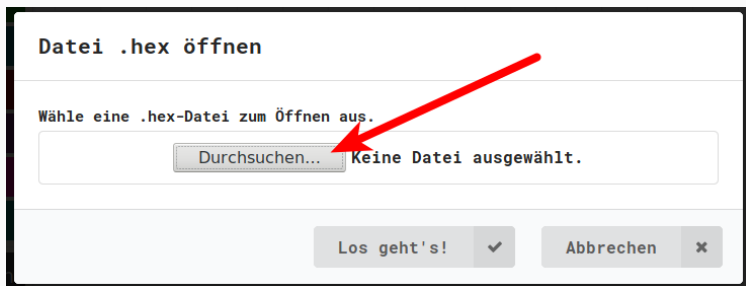 Datei .hex öffnen
Wähle eine .hex-Datei zum Öffnen aus.
Durchsuchen... Keine Datei ausgewählt.
Los geht's! Abbrechen